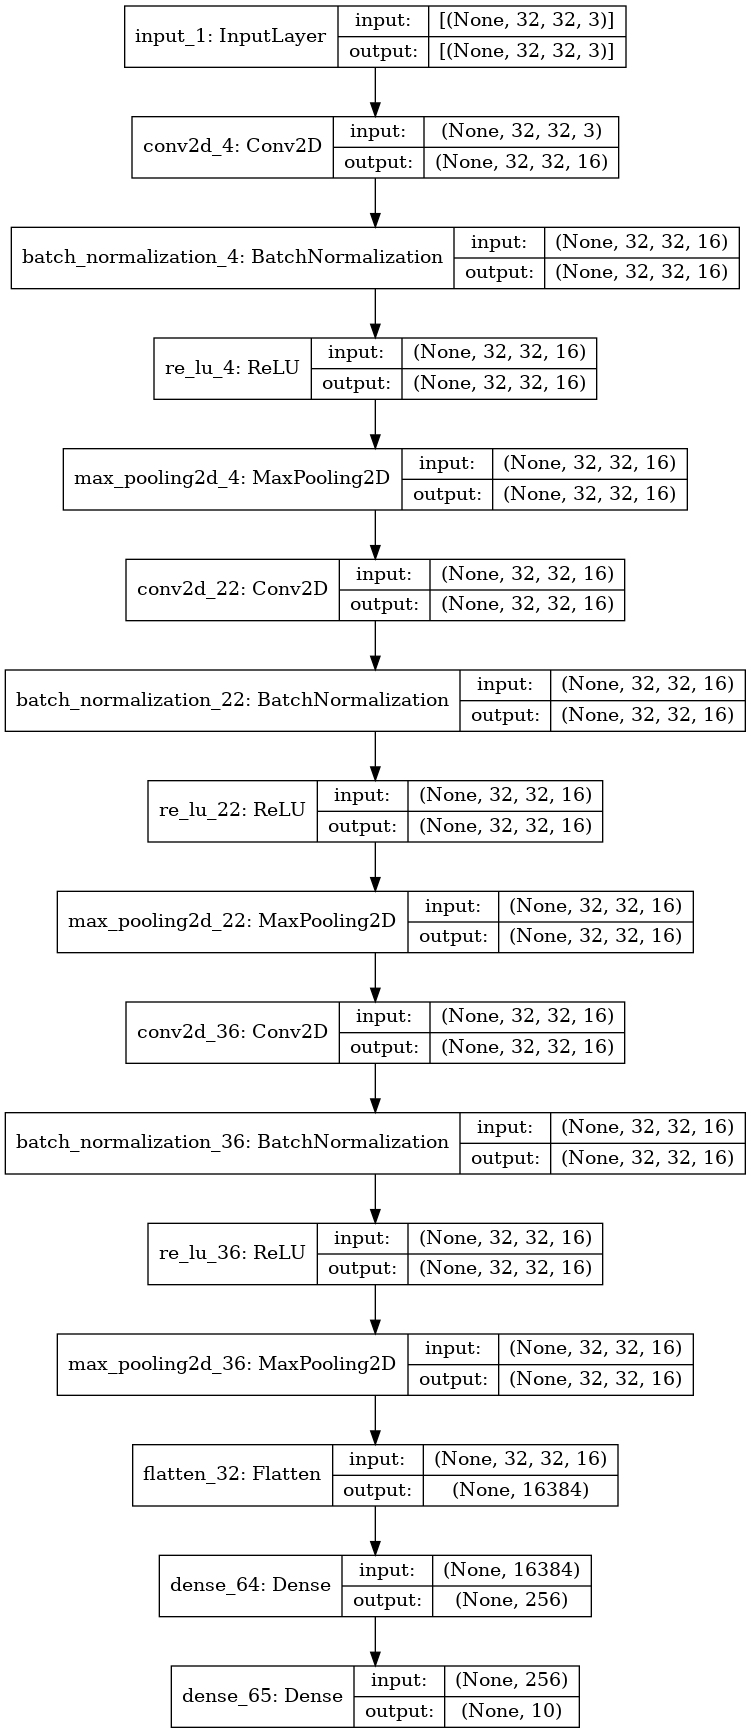 input_1: InputLayer
input: [(None, 32, 32, 3)]
output: [(None, 32, 32, 3)]
conv2d_4: Conv2D
input: (None, 32, 32, 3)
output: (None, 32, 32, 16)
batch_normalization_4: BatchNormalization
input: (None, 32, 32, 16)
output: (None, 32, 32, 16)
re_lu_4: ReLU
input: (None, 32, 32, 16)
output: (None, 32, 32, 16)
max_pooling2d_4: MaxPooling2D
input: (None, 32, 32, 16)
output: (None, 32, 32, 16)
conv2d_22: Conv2D
input: (None, 32, 32, 16)
output: (None, 32, 32, 16)
batch_normalization_22: BatchNormalization
input: (None, 32, 32, 16)
output: (None, 32, 32, 16)
re_lu_22: ReLU
input: (None, 32, 32, 16)
output: (None, 32, 32, 16)
max_pooling2d_22: MaxPooling2D
input: (None, 32, 32, 16)
output: (None, 32, 32, 16)
conv2d_36: Conv2D
input: (None, 32, 32, 16)
output: (None, 32, 32, 16)
batch_normalization_36: BatchNormalization
input: (None, 32, 32, 16)
output: (None, 32, 32, 16)
re_lu_36: ReLU
input: (None, 32, 32, 16)
output: (None, 32, 32, 16)
max_pooling2d_36: MaxPooling2D
input: (None, 32, 32, 16)
output: (None, 32, 32, 16)
flatten_32: Flatten
input: (None, 32, 32, 16)
output: (None, 16384)
dense_64: Dense
input: (None, 16384)
output: (None, 256)
dense_65: Dense
input: (None, 256)
output: (None, 10)